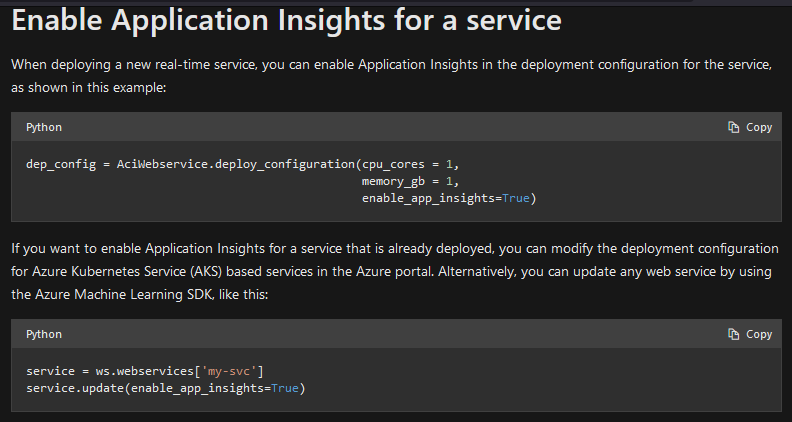 Enable Application Insights for a service
When deploying a new real-time service, you can enable Application Insights in the deployment configuration for the service,
as shown in this example:
Python
Copy
dep_config = AciWebservice.deploy_configuration(cpu_cores = 1,
                                                memory_gb = 1,
                                                enable_app_insights=True)
If you want to enable Application Insights for a service that is already deployed, you can modify the deployment configuration
for Azure Kubernetes Service (AKS) based services in the Azure portal. Alternatively, you can update any web service by using
the Azure Machine Learning SDK, like this:
Python
Copy
service = ws.webservices['my-svc']
service.update(enable_app_insights=True)